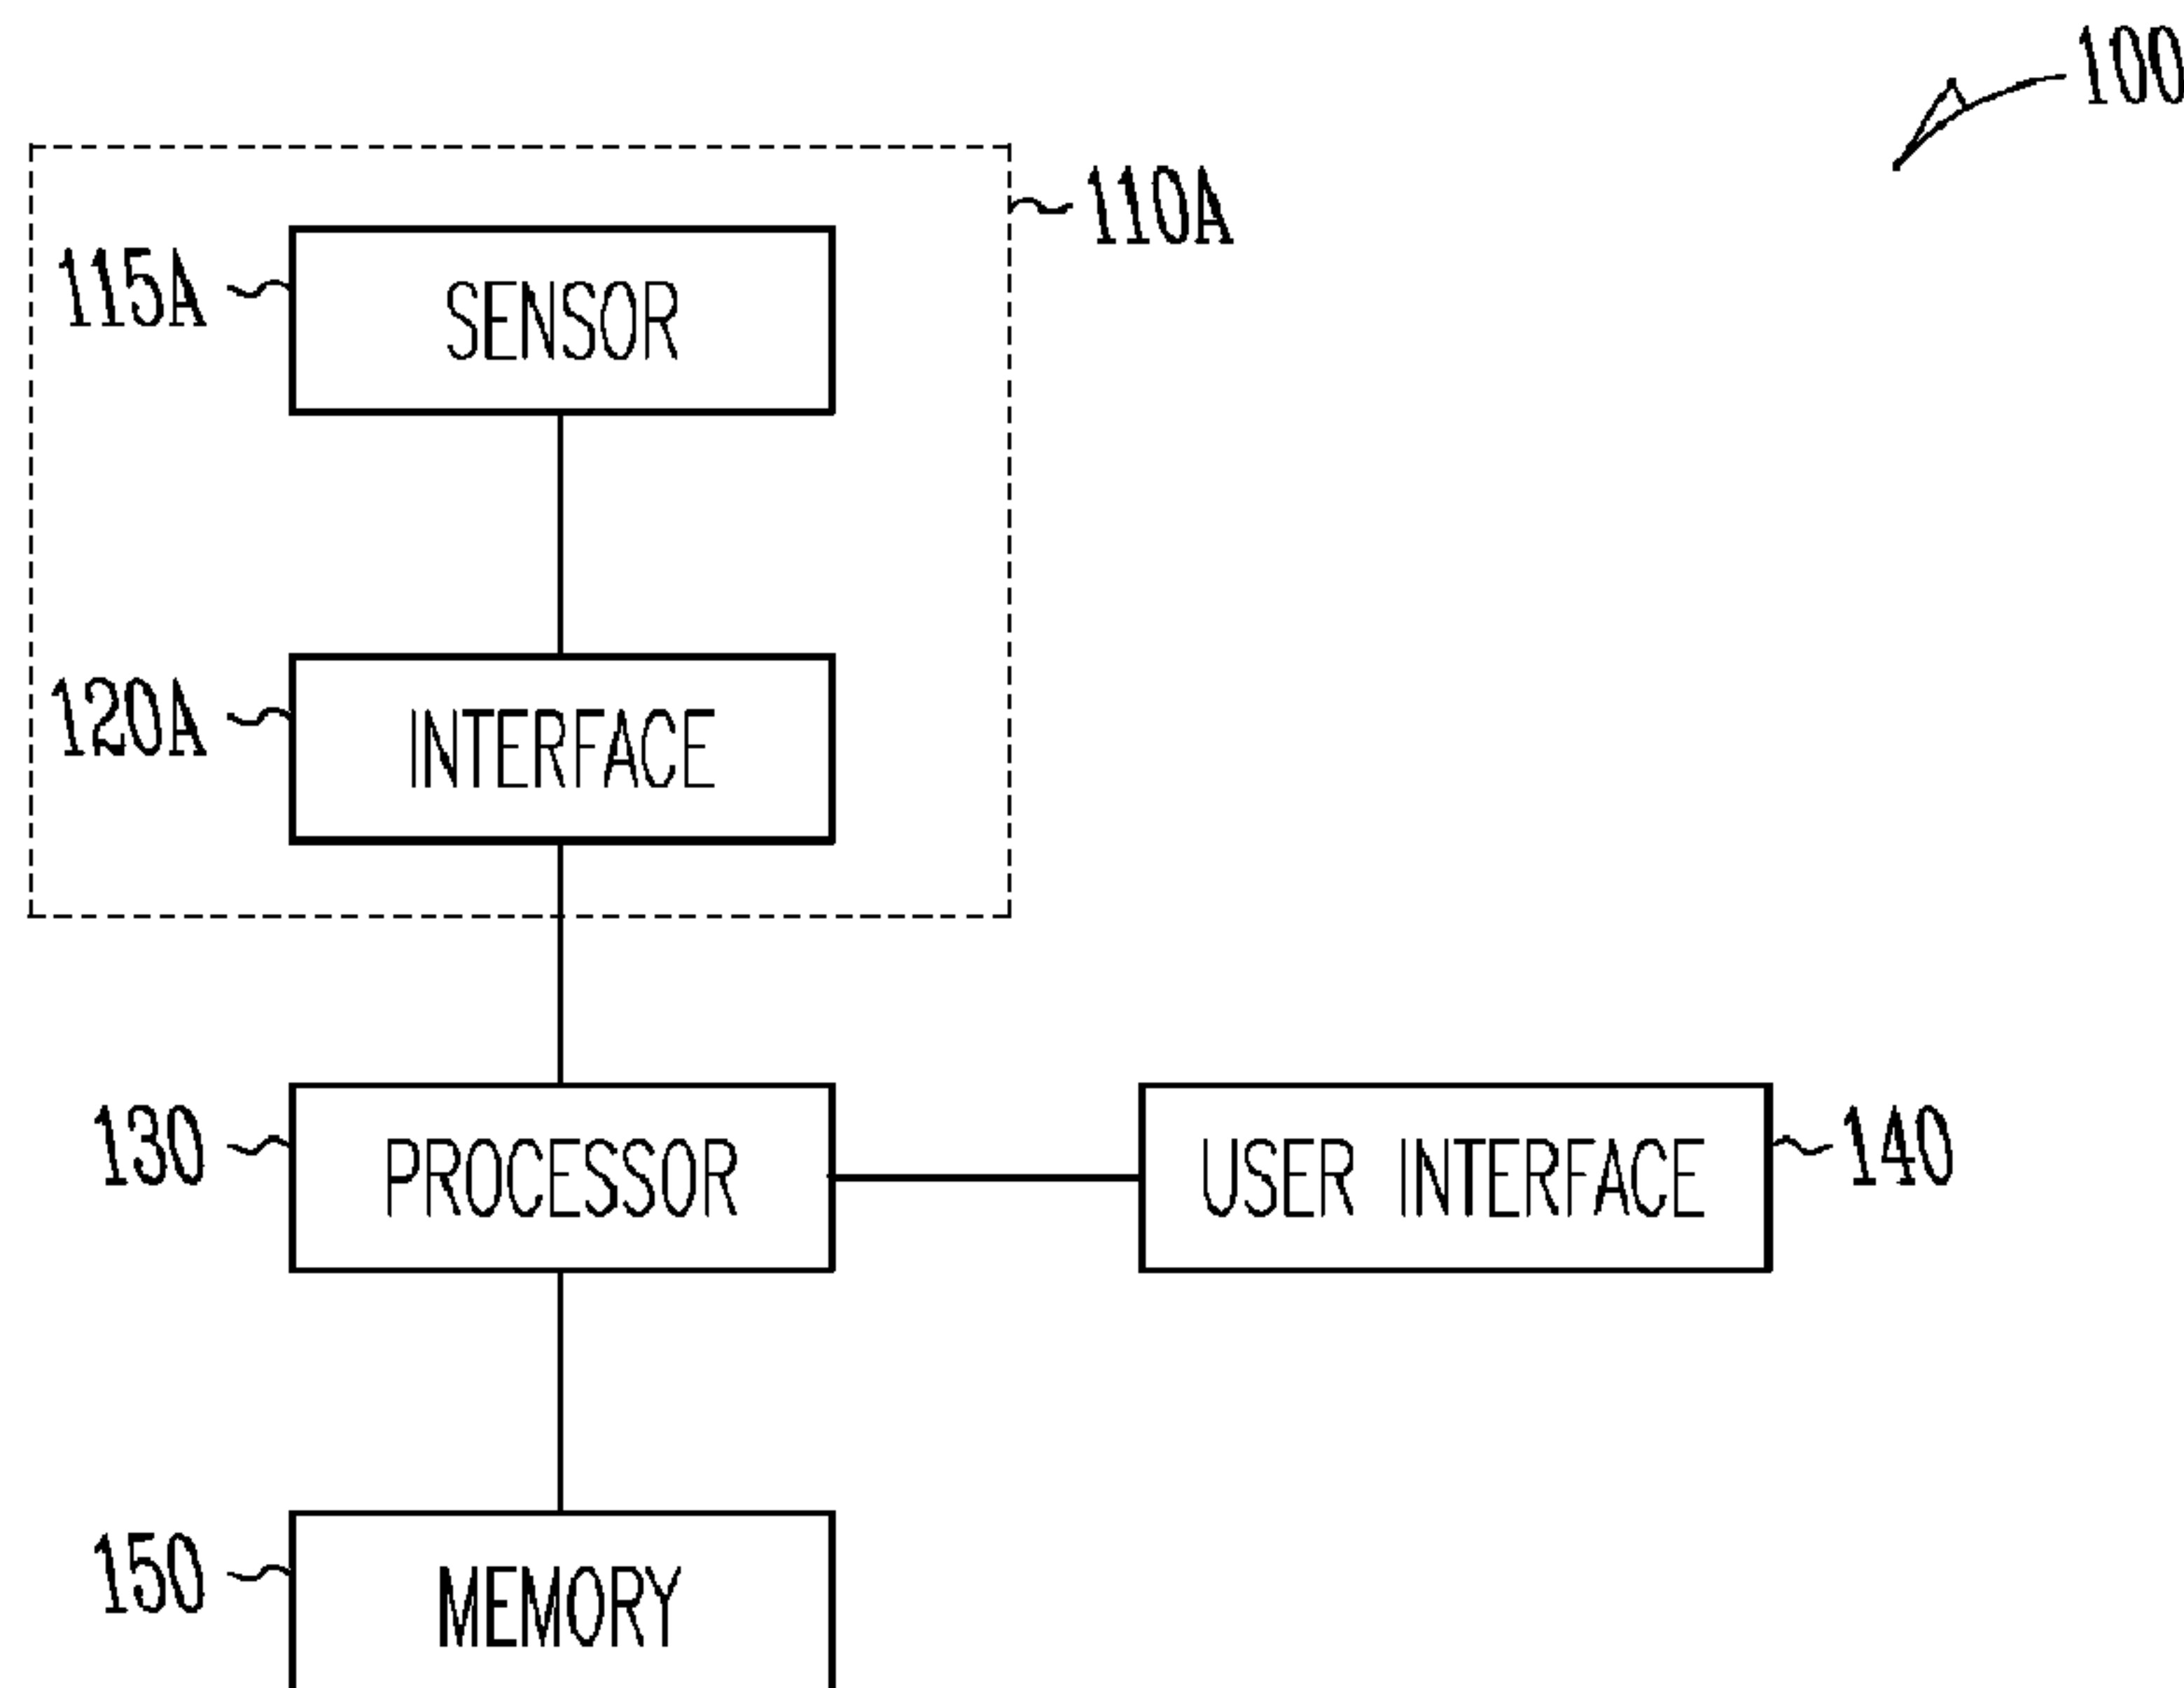 100
110A
115A
SENSOR
120A
INTERFACE
130
PROCESSOR
USER INTERFACE
140
150
MEMORY